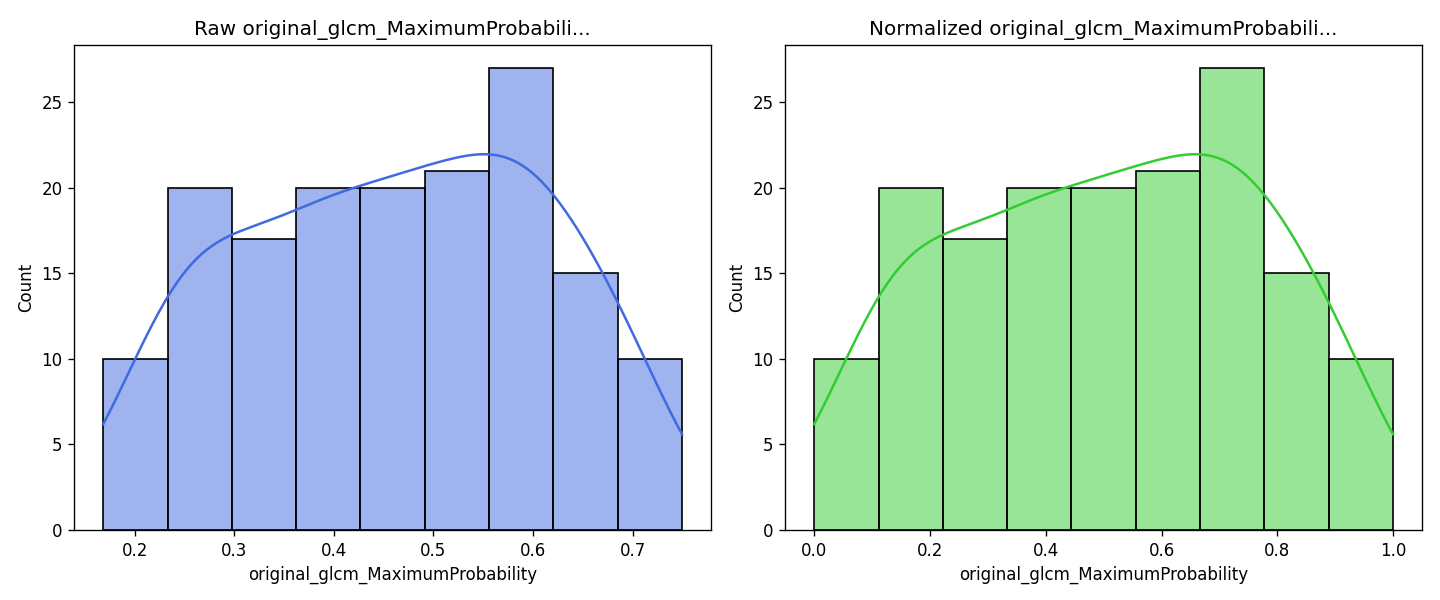 Raw original_glcm_MaximumProbabili...
25
20
15
10
5
0
Count
0.2 0.3 0.4 0.5 0.6 0.7
original_glcm_MaximumProbability
Normalized original_glcm_MaximumProbabili...
25
20
15
10
5
0
Count
0.0 0.2 0.4 0.6 0.8 1.0
original_glcm_MaximumProbability